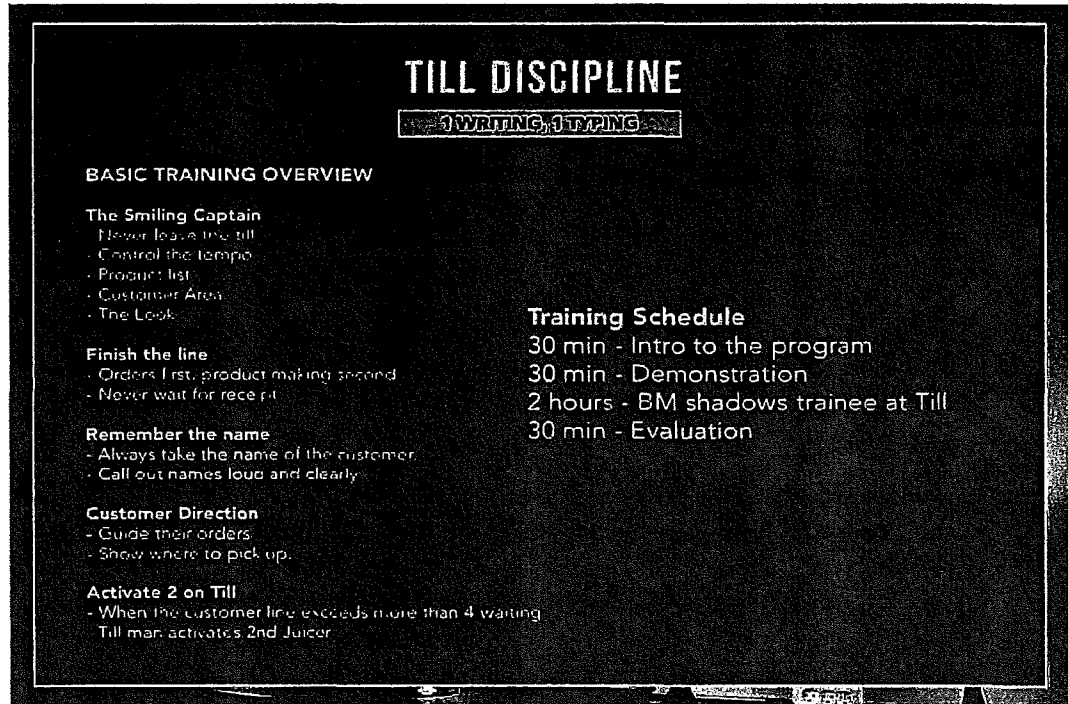 TILL DISCIPLINE
1 WRITING, 1 TYPING
BASIC TRAINING OVERVIEW
The Smiling Captain
Never leave the till
- Control the tempo
- Product list
- Customer Area
- The Look
Finish the line
- Orders first, product making second
- Never wait for receipt
Remember the name
- Always take the name of the customer.
- Call out names loud and clearly
Customer Direction
- Guide their orders
- Show where to pick up.
Activate 2 on Till
- When the customer line exceeds more than 4 waiting
Till man activates 2nd Juicer
Training Schedule
30 min - Intro to the program
30 min - Demonstration
2 hours - BM shadows trainee at Till
30 min - Evaluation